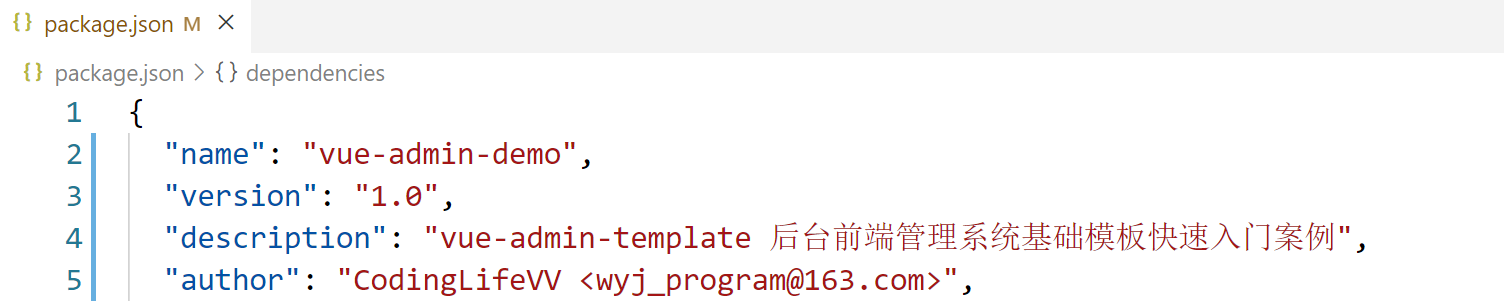 {} package.json M ×
{} package.json > {} dependencies
1 {
2 "name": "vue-admin-demo",
3 "version": "1.0",
4 "description": "vue-admin-template 后台前端管理系统基础模板快速入门案例",
5 "author": "CodingLifeVV <wyj_program@163.com>",